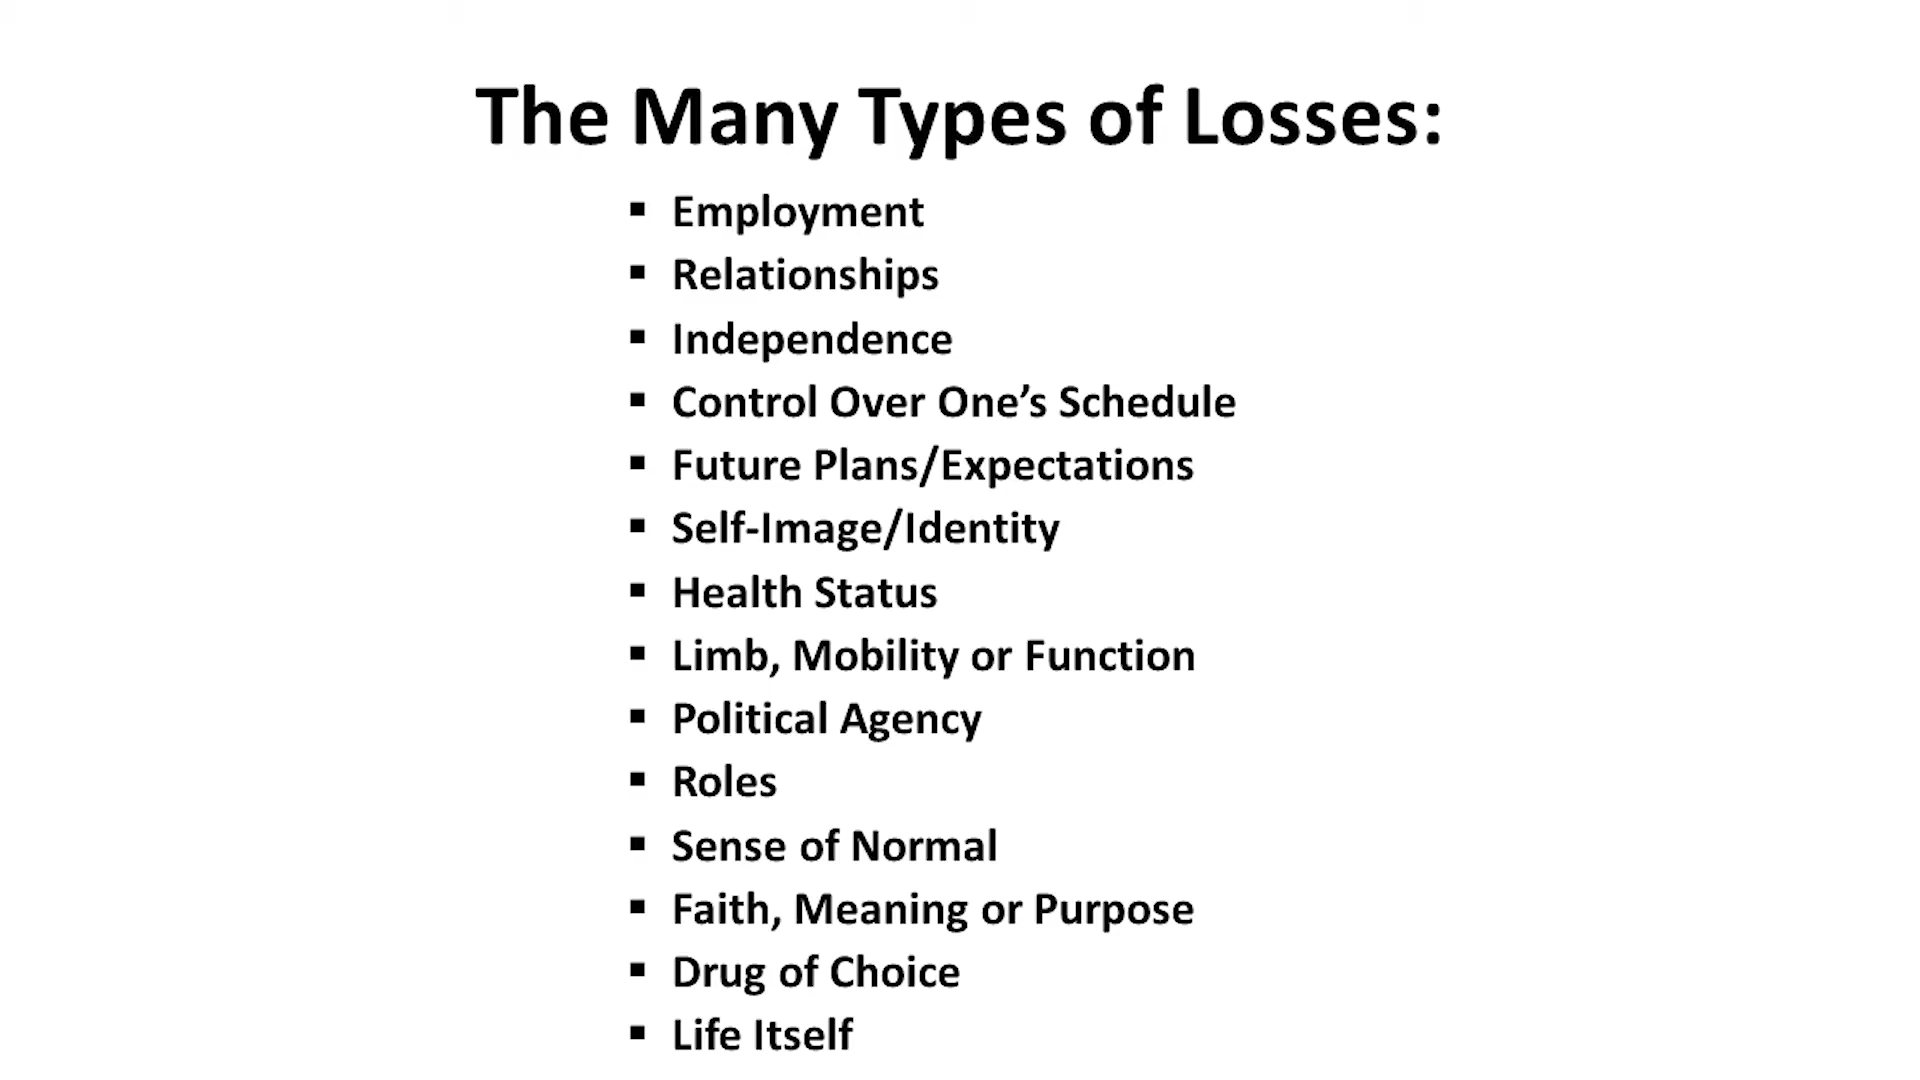 The Many Types of Losses:
▪ Employment
▪ Relationships
▪ Independence
▪ Control Over One’s Schedule
▪ Future Plans/Expectations
▪ Self-Image/Identity
▪ Health Status
▪ Limb, Mobility or Function
▪ Political Agency
▪ Roles
▪ Sense of Normal
▪ Faith, Meaning or Purpose
▪ Drug of Choice
▪ Life Itself